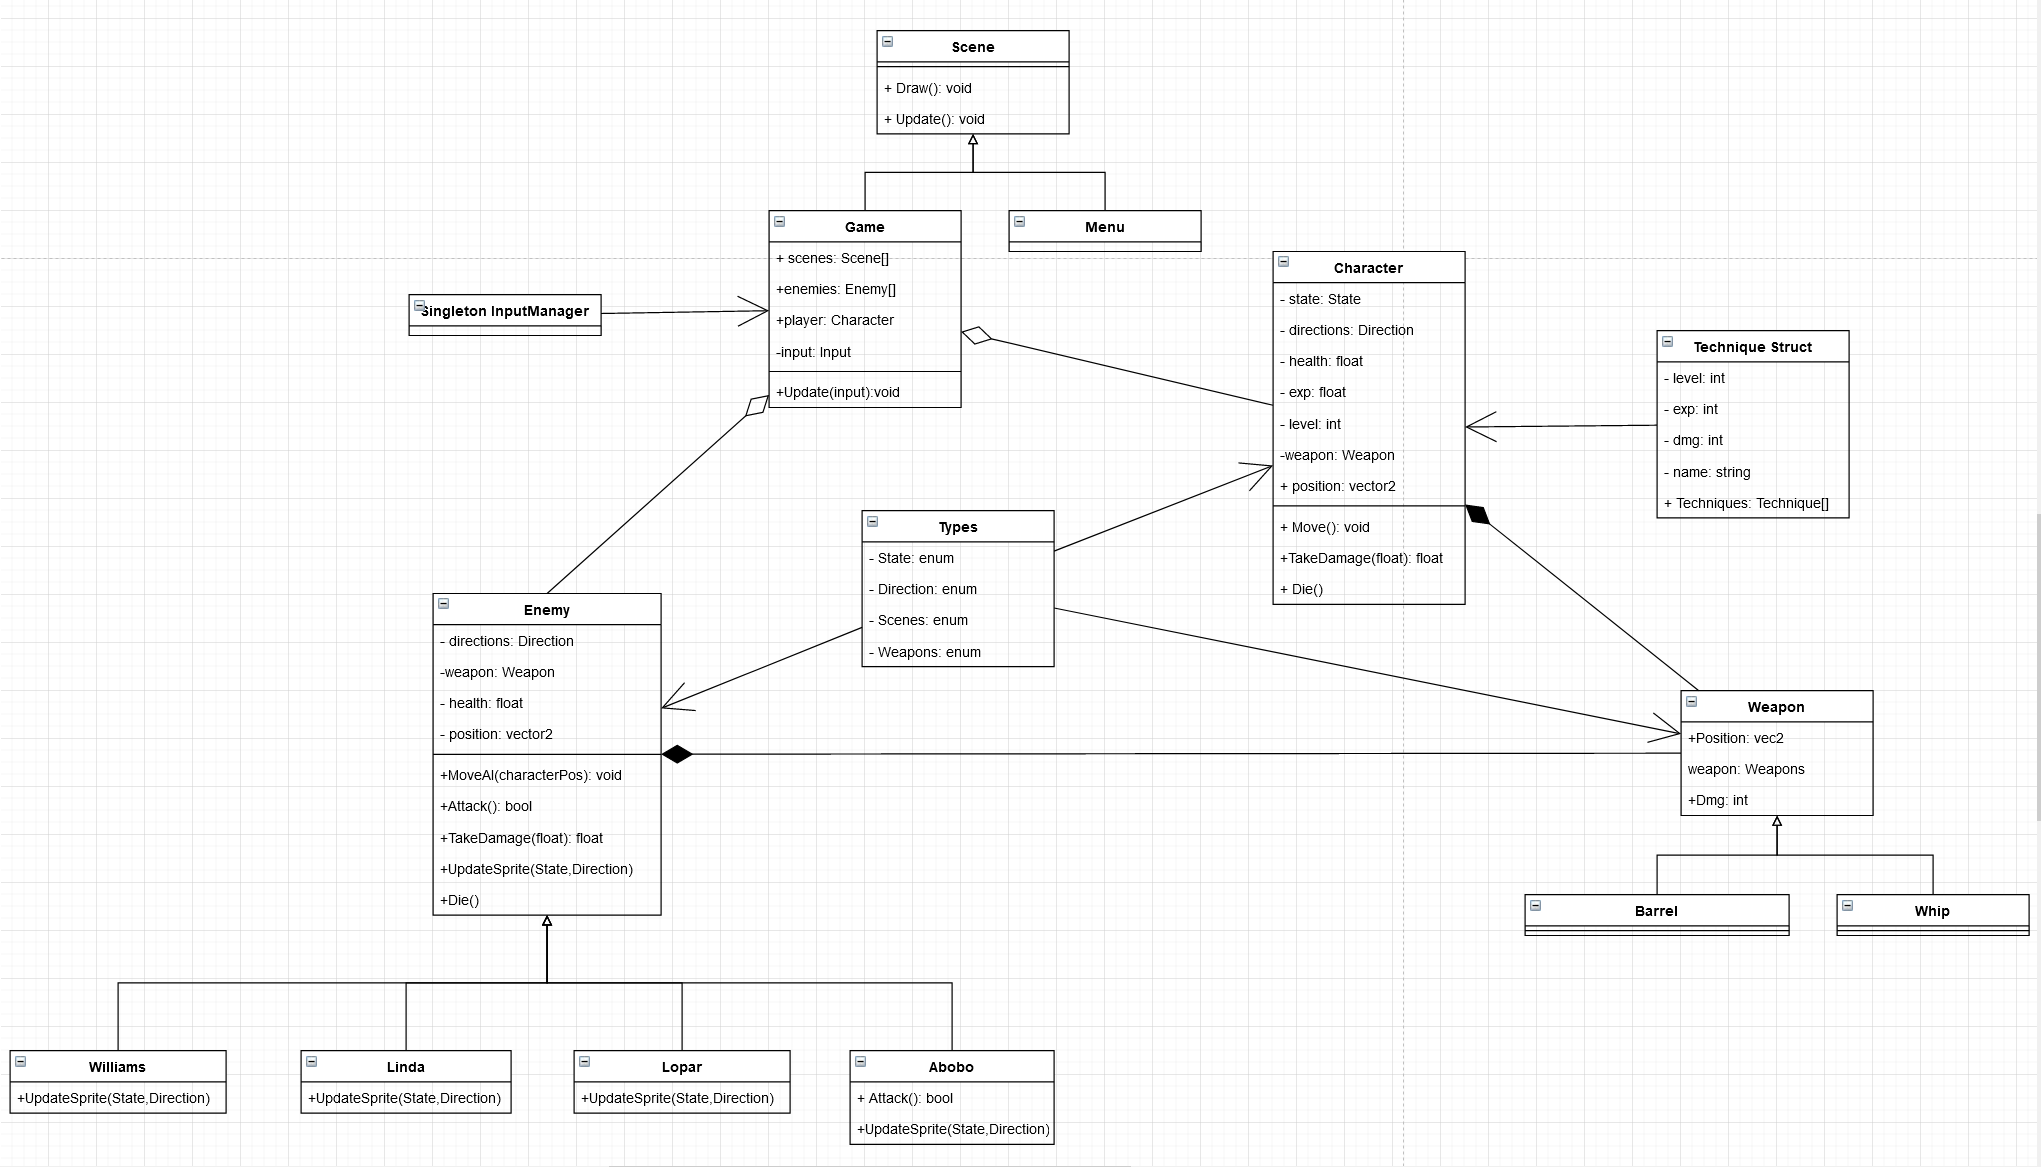 Scene
+ Draw(): void
+ Update(): void
Game
+ scenes: Scene[]
+enemies: Enemy[]
+player: Character
-input: Input
+Update(input):void
Menu
Singleton InputManager
Character
- state: State
- directions: Direction
- health: float
- exp: float
- level: int
-weapon: Weapon
+ position: vector2
+ Move(): void
+TakeDamage(float): float
+ Die()
Technique Struct
- level: int
- exp: int
- dmg: int
- name: string
+ Techniques: Technique[]
Types
- State: enum
- Direction: enum
- Scenes: enum
- Weapons: enum
Enemy
- directions: Direction
-weapon: Weapon
- health: float
- position: vector2
+MoveAI(characterPos): void
+Attack(): bool
+TakeDamage(float): float
+UpdateSprite(State,Direction)
+Die()
Weapon
+Position: vec2
weapon: Weapons
+Dmg: int
Barrel
Whip
Williams
+UpdateSprite(State,Direction)
Linda
+UpdateSprite(State,Direction)
Lopar
+UpdateSprite(State,Direction)
Abobo
+ Attack(): bool
+UpdateSprite(State,Direction)